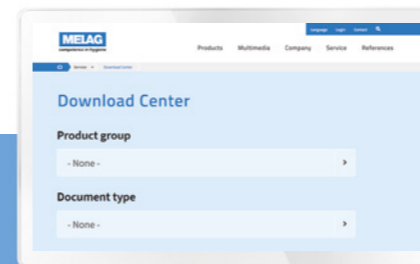 Language Login Contact
MELAG
competence in hygiene
Products Multimedia Company Service References
Service Download Center
Download Center
Product group
- None -
Document type
- None -